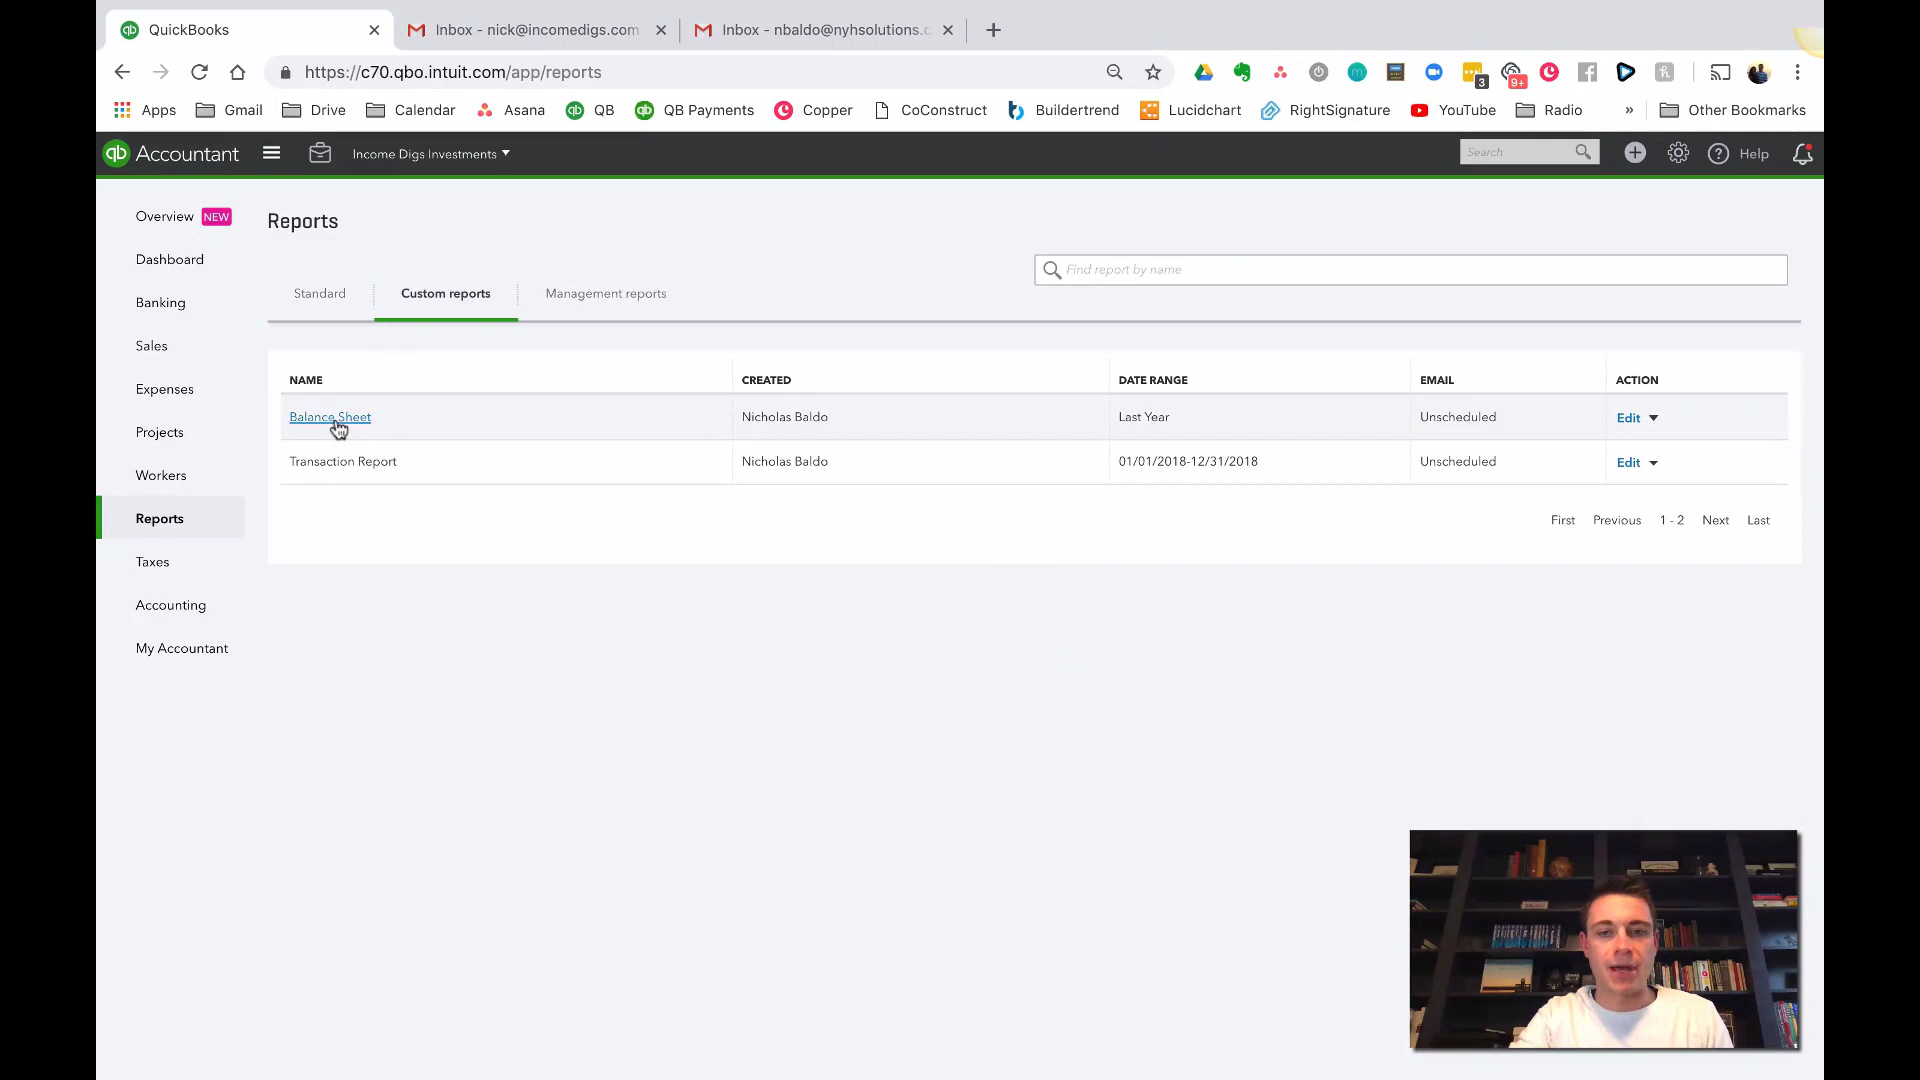 QuickBooks
Inbox - nick@incomedigs.com
Inbox - nbaldo@nyhsolutions.c
https://c70.qbo.intuit.com/app/reports
3
9+
Apps
Gmail
Drive
Calendar
Asana
QB
QB Payments
Copper
CoConstruct
Buildertrend
Lucidchart
RightSignature
YouTube
Radio
»
Other Bookmarks
qb Accountant
Income Digs Investments
Search
Help
Overview NEW
Dashboard
Banking
Sales
Expenses
Projects
Workers
Reports
Taxes
Accounting
My Accountant
Reports
Find report by name
Standard
Custom reports
Management reports
NAME CREATED DATE RANGE EMAIL ACTION
Balance Sheet Nicholas Baldo Last Year Unscheduled Edit
Transaction Report Nicholas Baldo 01/01/2018-12/31/2018 Unscheduled Edit
First Previous 1 - 2 Next Last